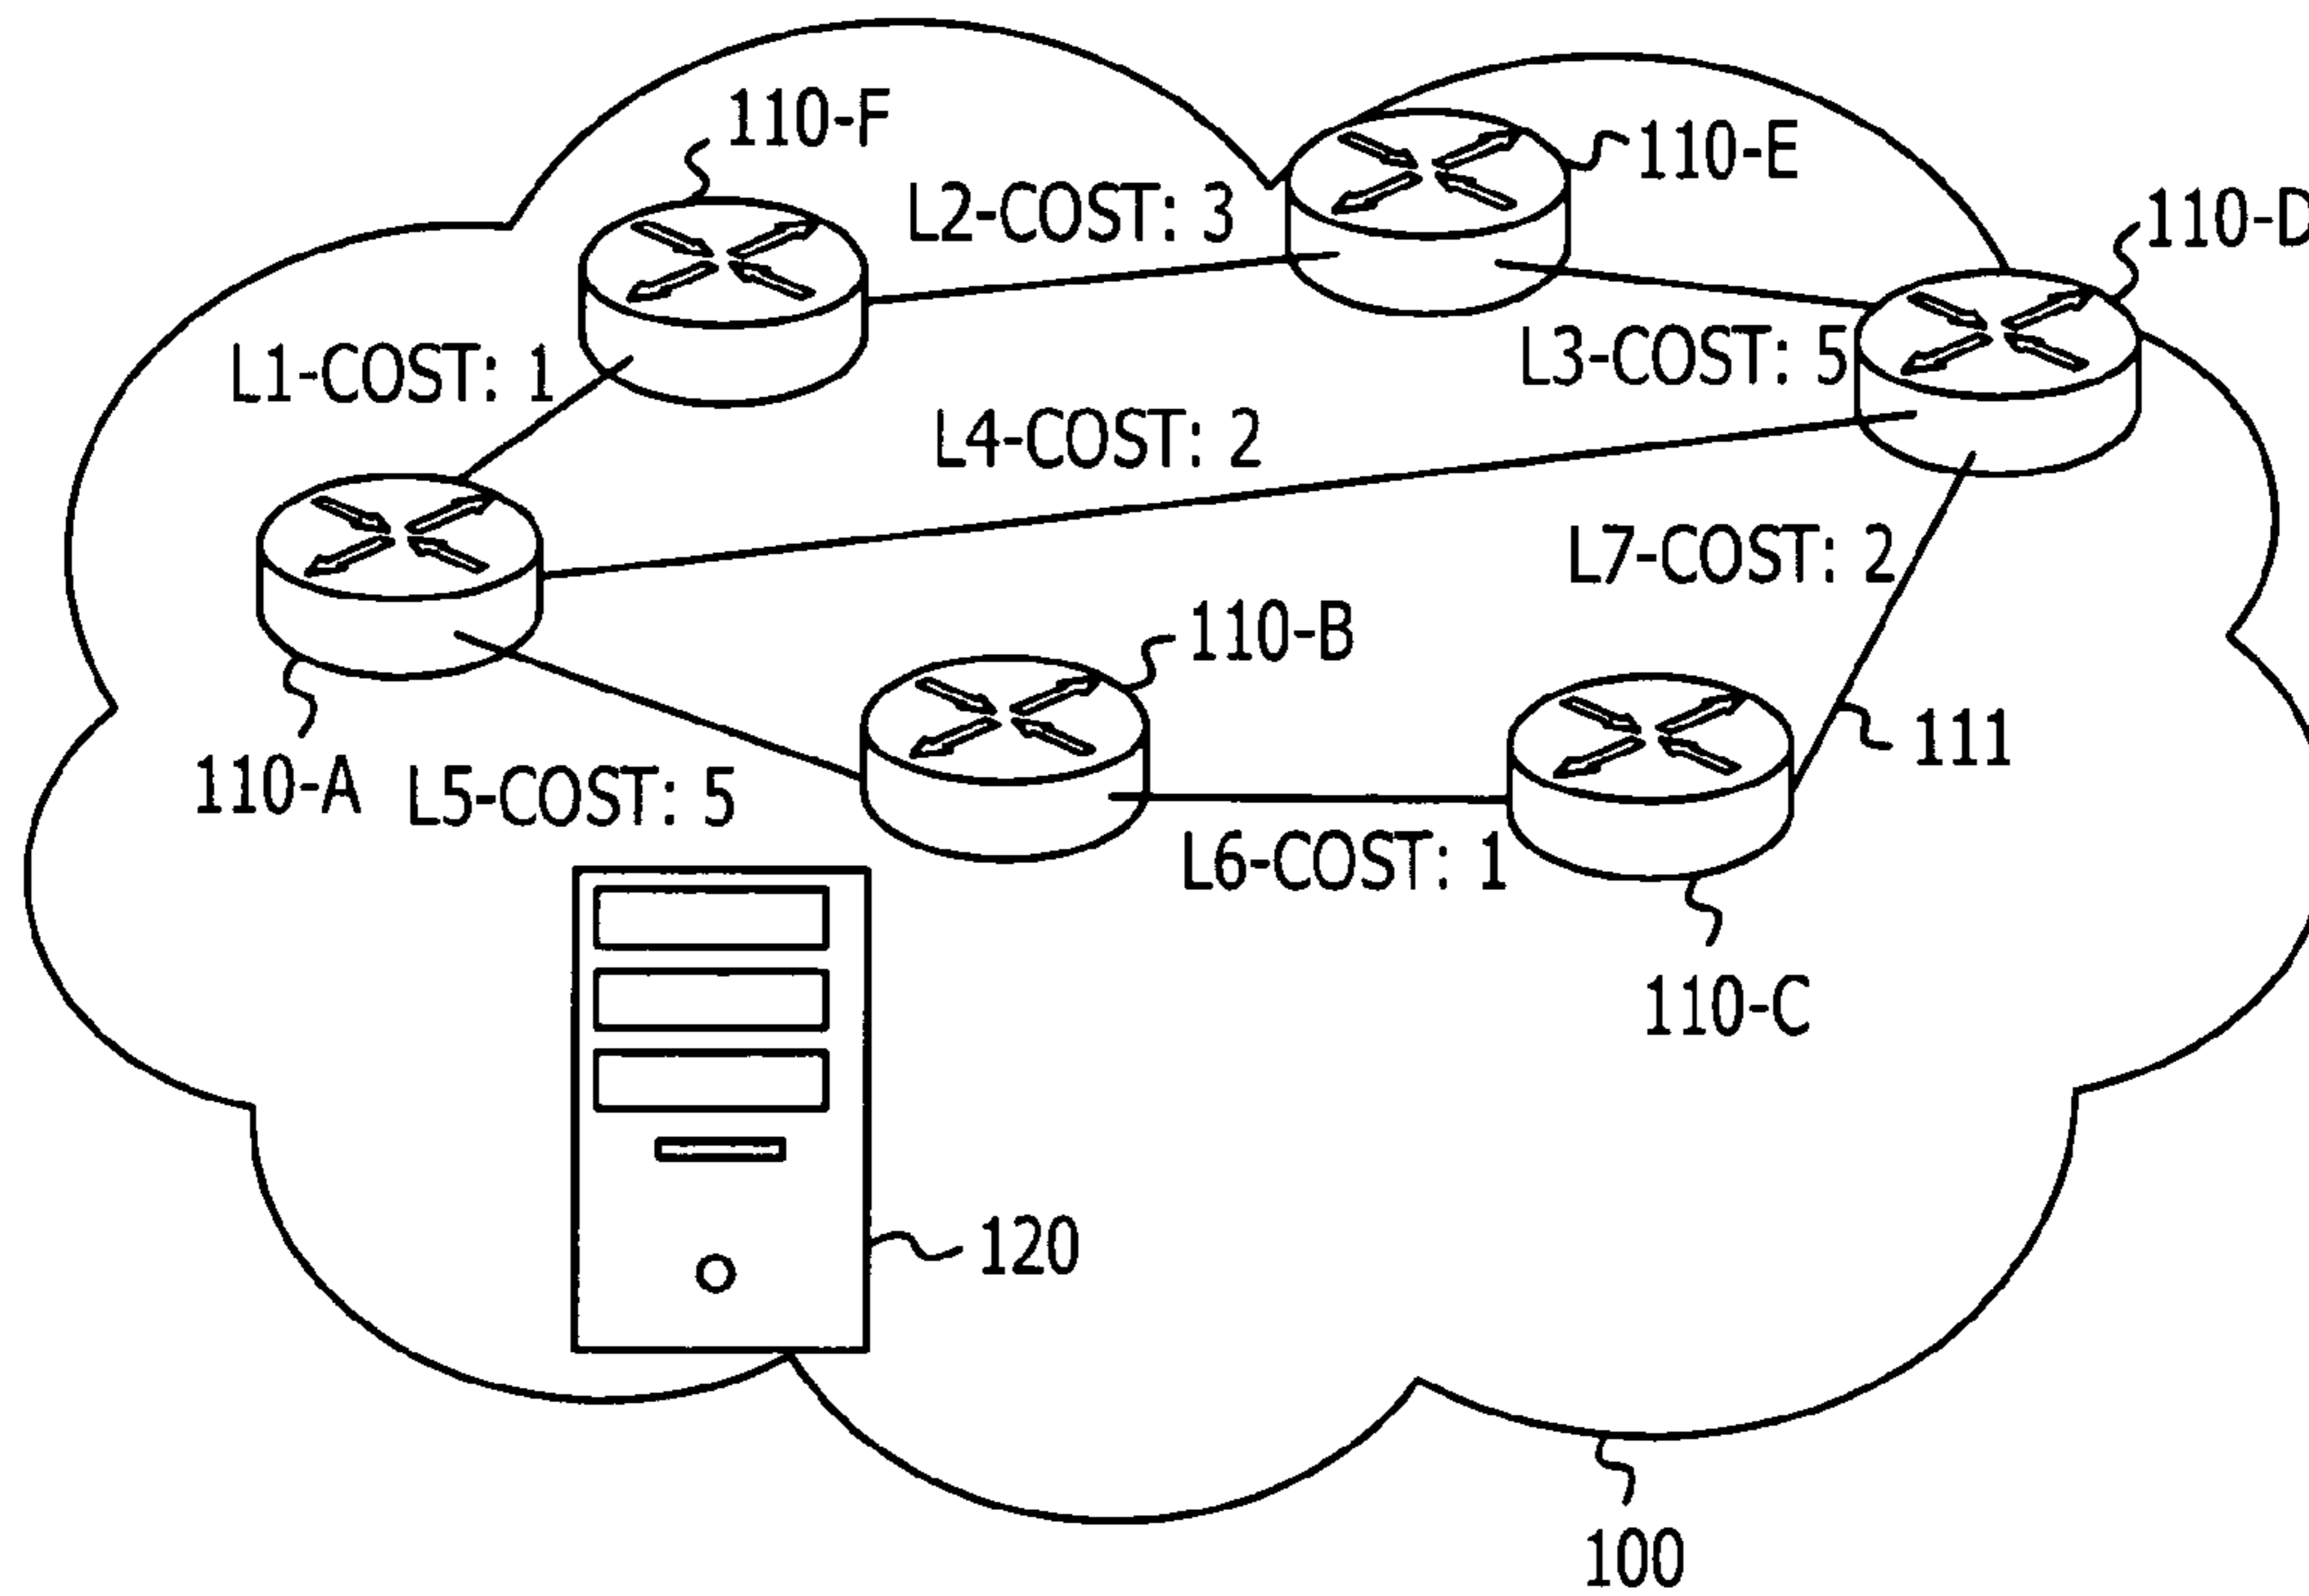 110-F
110-E
L2-COST: 3
110-D
L1-COST: 1
L3-COST: 5
L4-COST: 2
L7-COST: 2
110-B
110-A
L5-COST: 5
111
L6-COST: 1
110-C
120
100